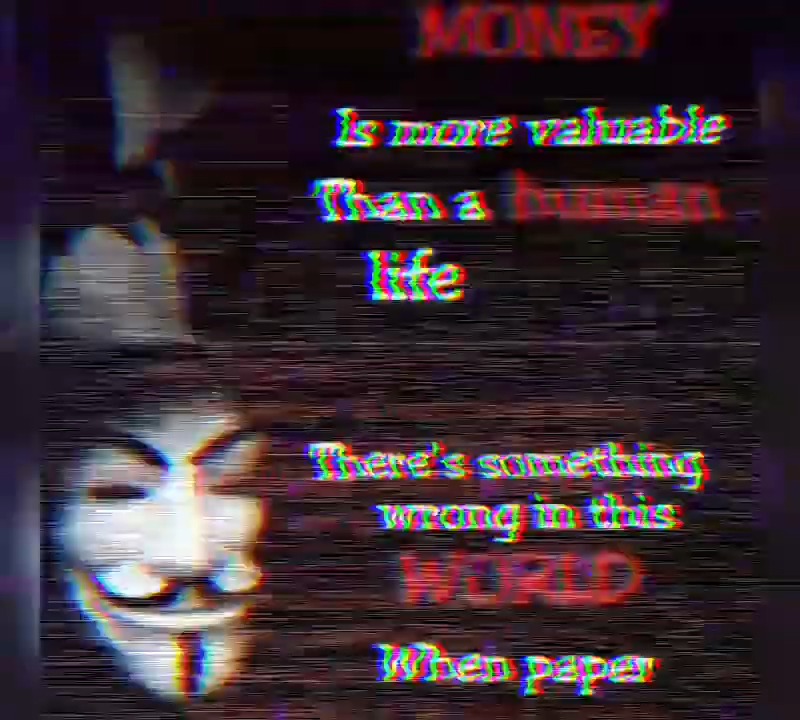 MONEY
Is more valuable
Than a human
life
There's something
wrong in this
WORLD
When paper